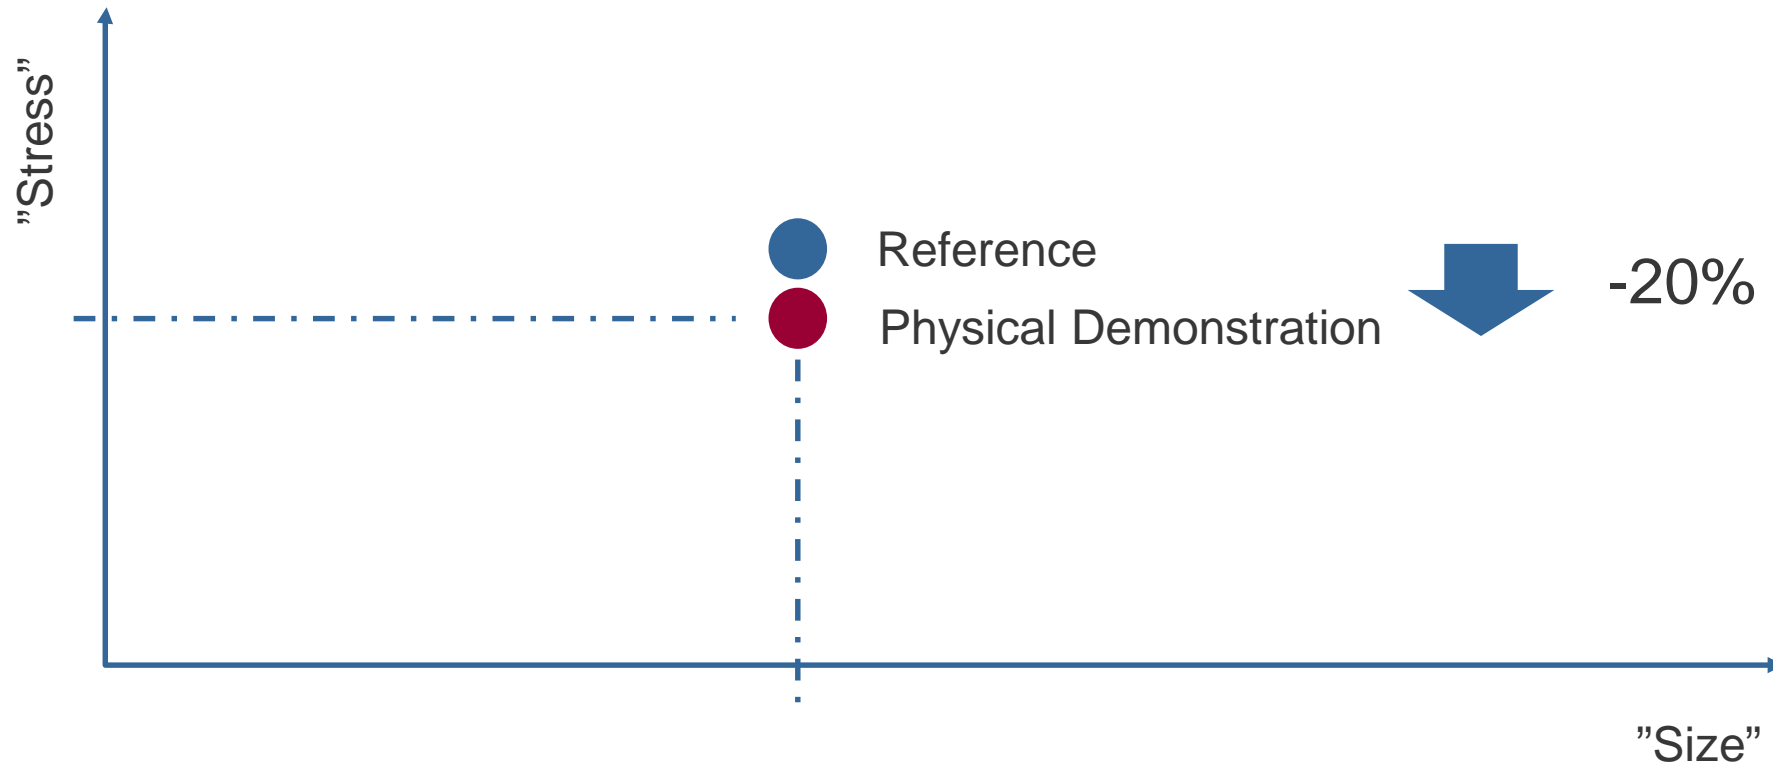 ”Stress”
Reference
Physical Demonstration
-20%
”Size”